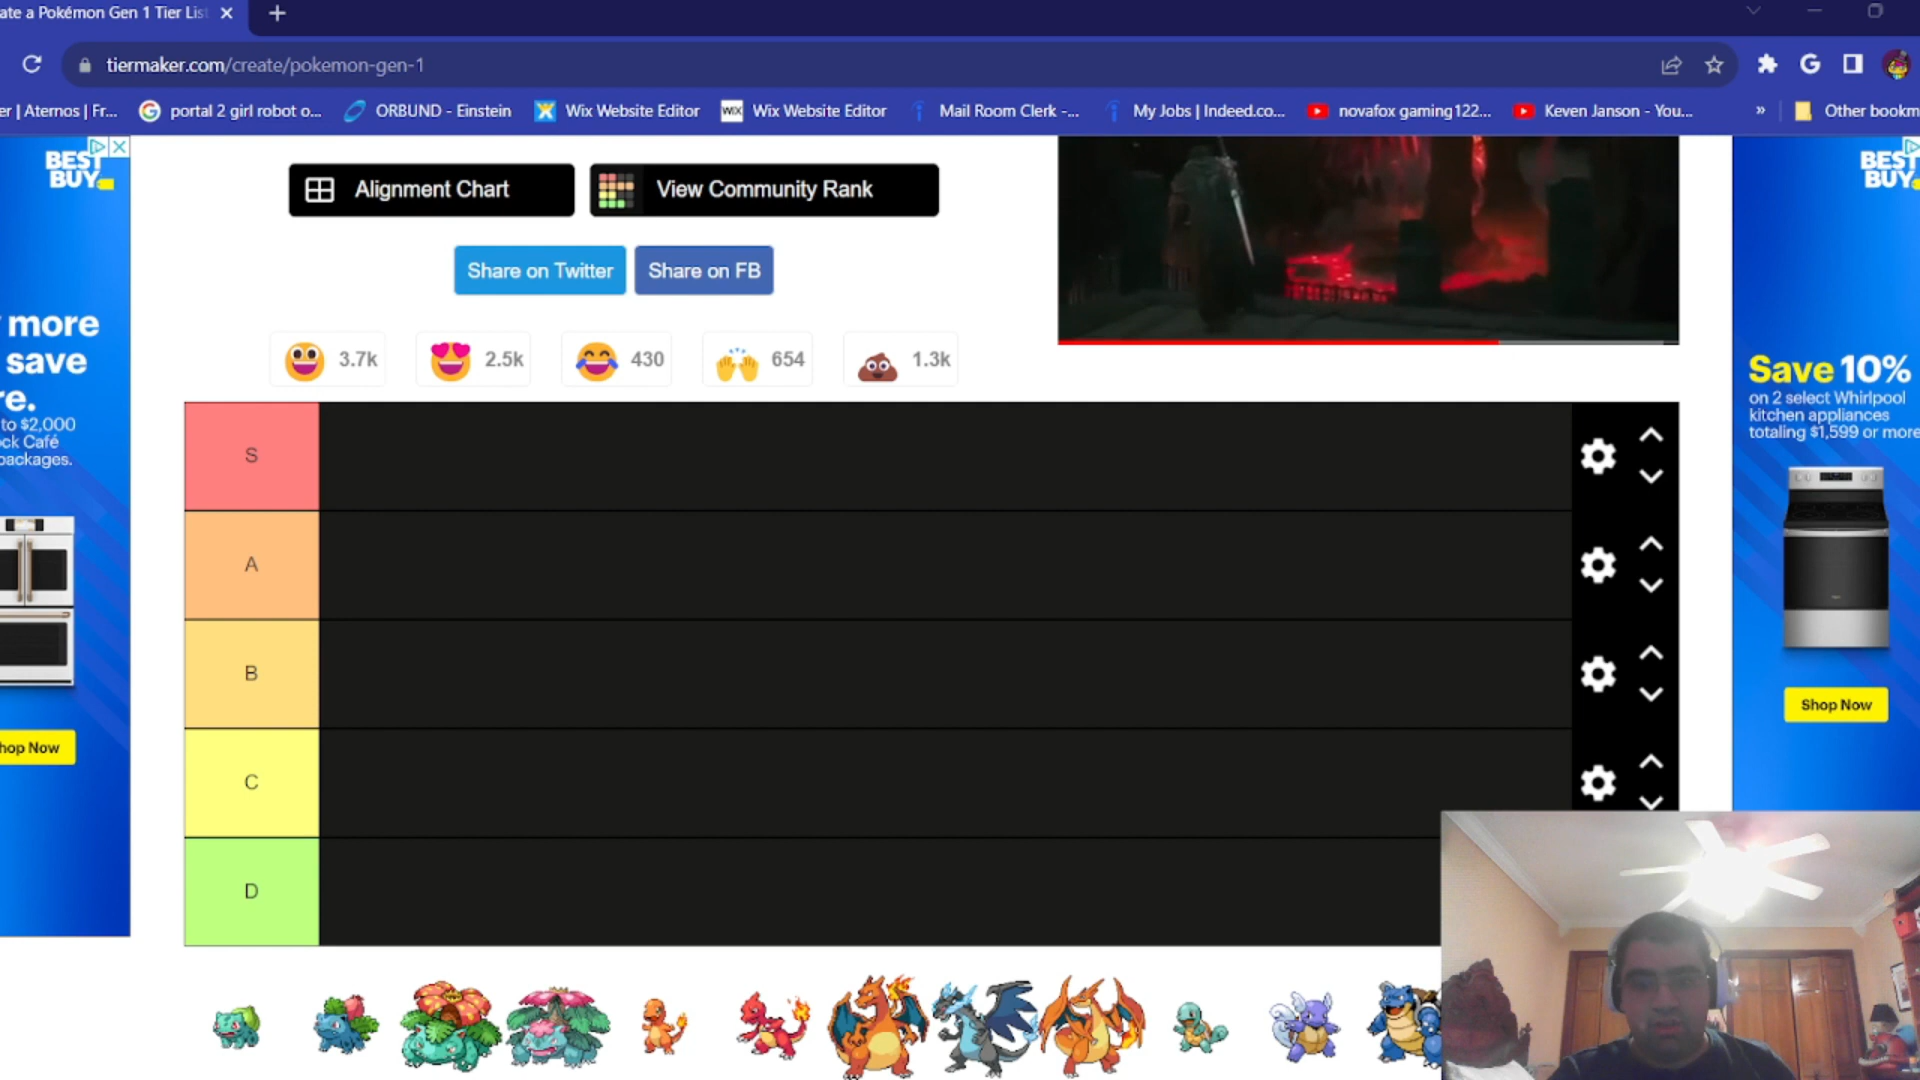 ate a Pokémon Gen 1 Tier Lis
tiermaker.com/create/pokemon-gen-1
er | Aternos | Fr...
portal 2 girl robot o...
ORBUND - Einstein
Wix Website Editor
WIX
Wix Website Editor
Mail Room Clerk -...
My Jobs | Indeed.co...
novafox gaming122...
Keven Janson - You...
»
Other bookm
BEST
BUY
more
save
re.
to $2,000
ck Café
packages.
hop Now
Alignment Chart
View Community Rank
Share on Twitter
Share on FB
3.7k
2.5k
430
654
1.3k
S
A
B
C
D
BEST
BUY
Save 10%
on 2 select Whirlpool
kitchen appliances
totaling $1,599 or more
Shop Now